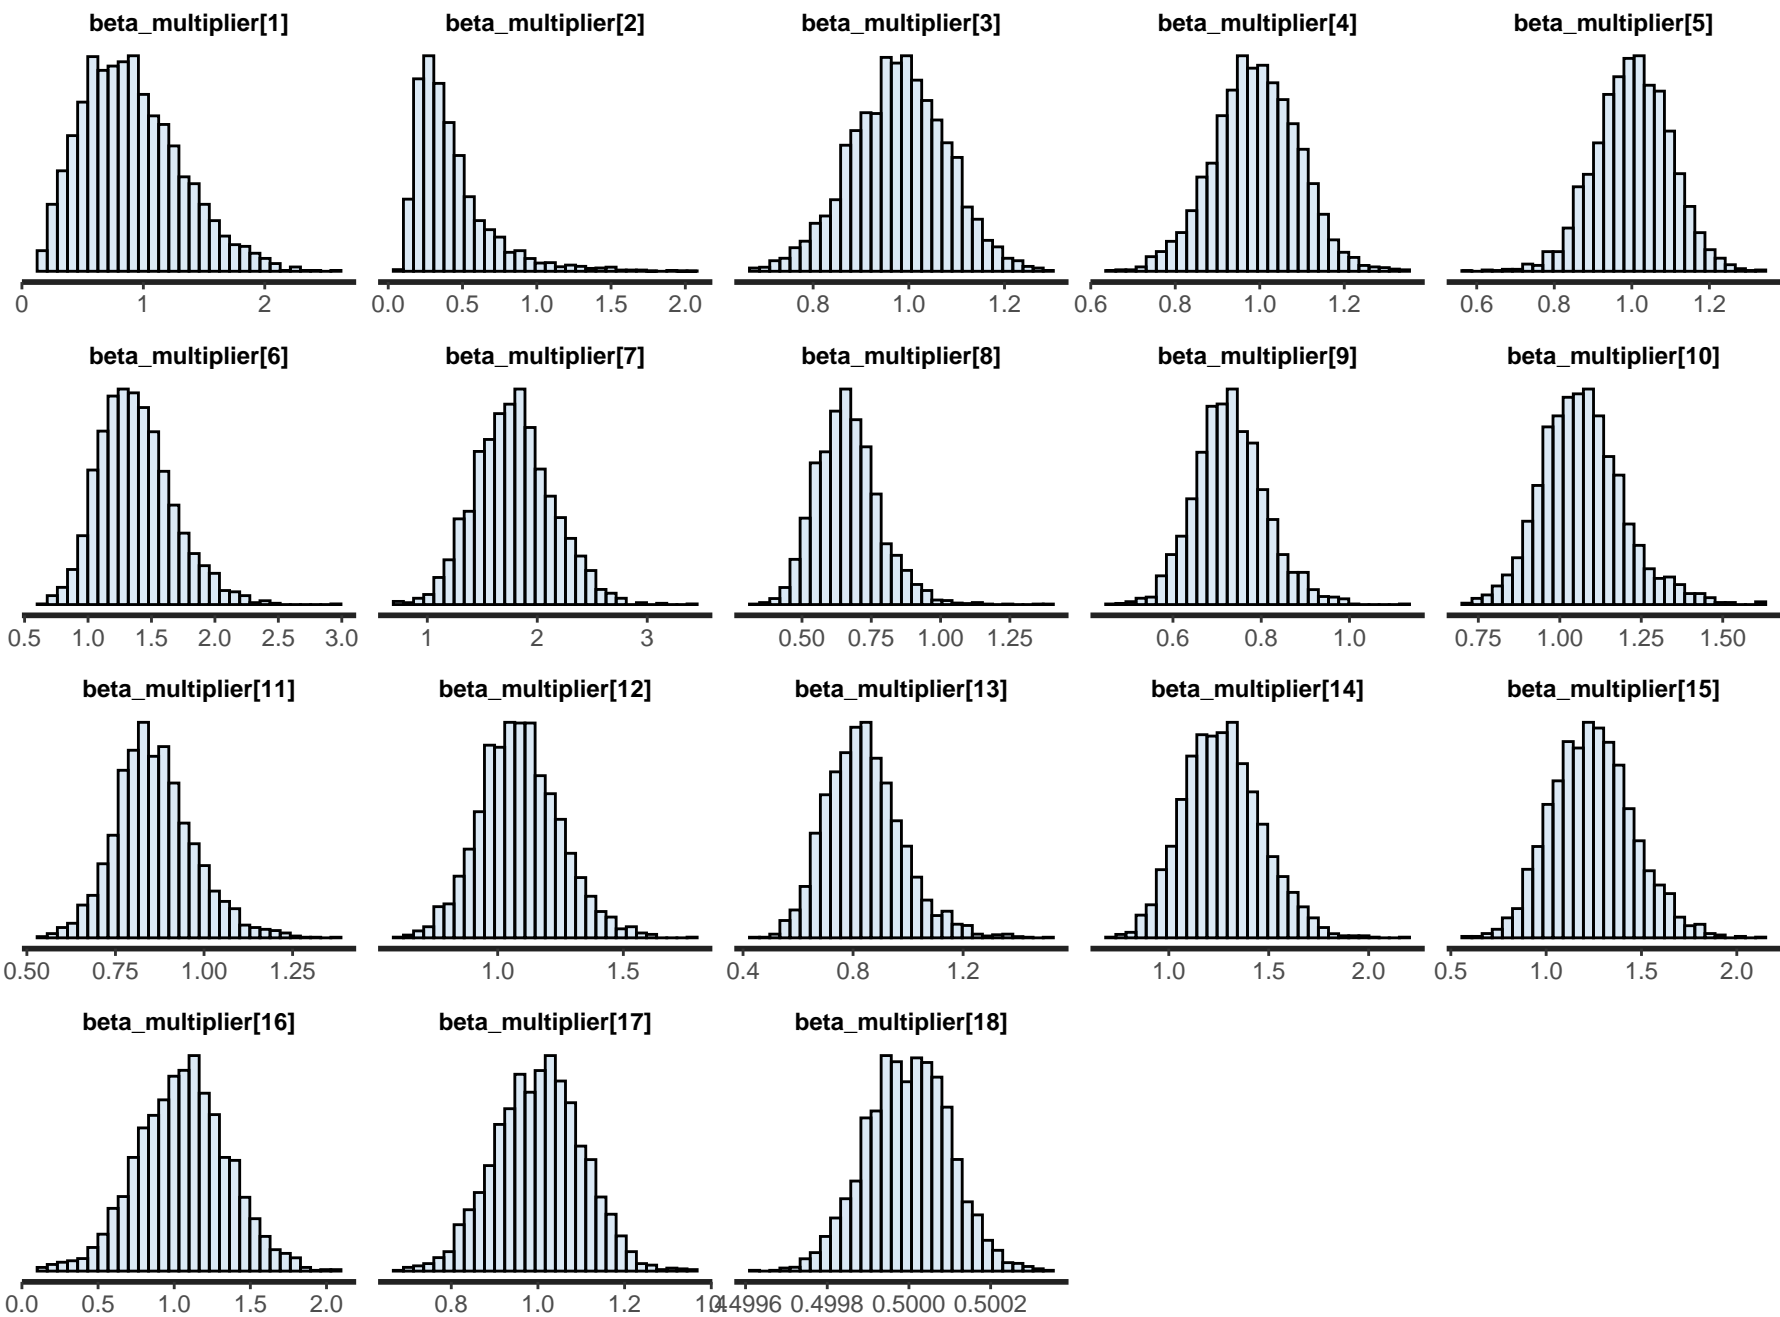 beta_multiplier[1] beta_multiplier[2] beta_multiplier[3] beta_multiplier[4] beta_multiplier[5]
0 1 2 0.0 0.5 1.0 1.5 2.0 0.8 1.0 1.2 0.6 0.8 1.0 1.2 0.6 0.8 1.0 1.2
beta_multiplier[6] beta_multiplier[7] beta_multiplier[8] beta_multiplier[9] beta_multiplier[10]
0.5 1.0 1.5 2.0 2.5 3.0 1 2 3 0.50 0.75 1.00 1.25 0.6 0.8 1.0 0.75 1.00 1.25 1.50
beta_multiplier[11] beta_multiplier[12] beta_multiplier[13] beta_multiplier[14] beta_multiplier[15]
0.50 0.75 1.00 1.25 1.0 1.5 0.4 0.8 1.2 1.0 1.5 2.0 0.5 1.0 1.5 2.0
beta_multiplier[16] beta_multiplier[17] beta_multiplier[18]
0.0 0.5 1.0 1.5 2.0 0.8 1.0 1.2 1.4 0.4996 0.4998 0.5000 0.5002